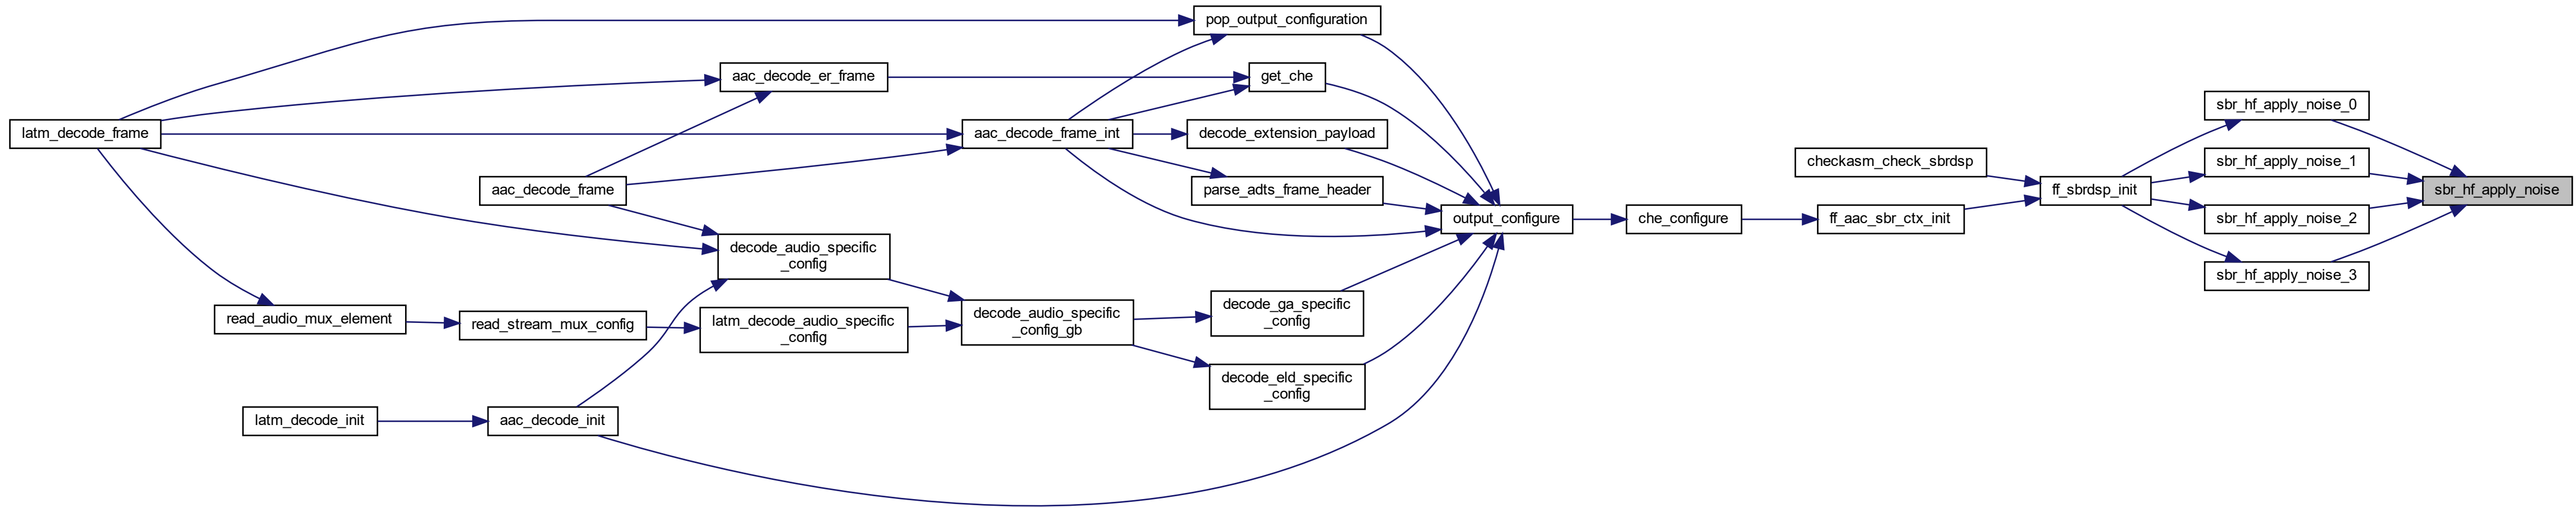 pop_output_configuration
aac_decode_er_frame
get_che
sbr_hf_apply_noise_0
latm_decode_frame
aac_decode_frame_int
decode_extension_payload
checkasm_check_sbrdsp
sbr_hf_apply_noise_1
aac_decode_frame
parse_adts_frame_header
ff_sbrdsp_init
sbr_hf_apply_noise
output_configure
che_configure
ff_aac_sbr_ctx_init
sbr_hf_apply_noise_2
decode_audio_specific
_config
sbr_hf_apply_noise_3
read_audio_mux_element
read_stream_mux_config
latm_decode_audio_specific
_config
decode_audio_specific
_config_gb
decode_ga_specific
_config
decode_eld_specific
_config
latm_decode_init
aac_decode_init